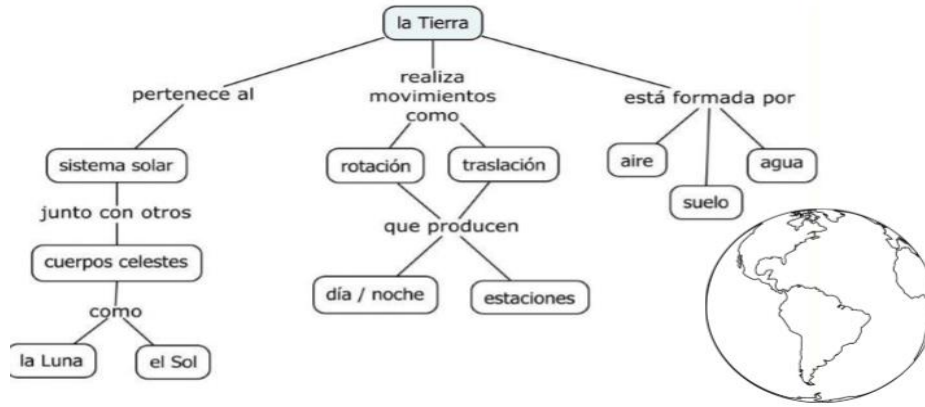 la Tierra
pertenece al
realiza
movimientos
como
está formada por
sistema solar
rotación
traslación
aire
agua
suelo
junto con otros
que producen
cuerpos celestes
día / noche
estaciones
como
la Luna
el Sol